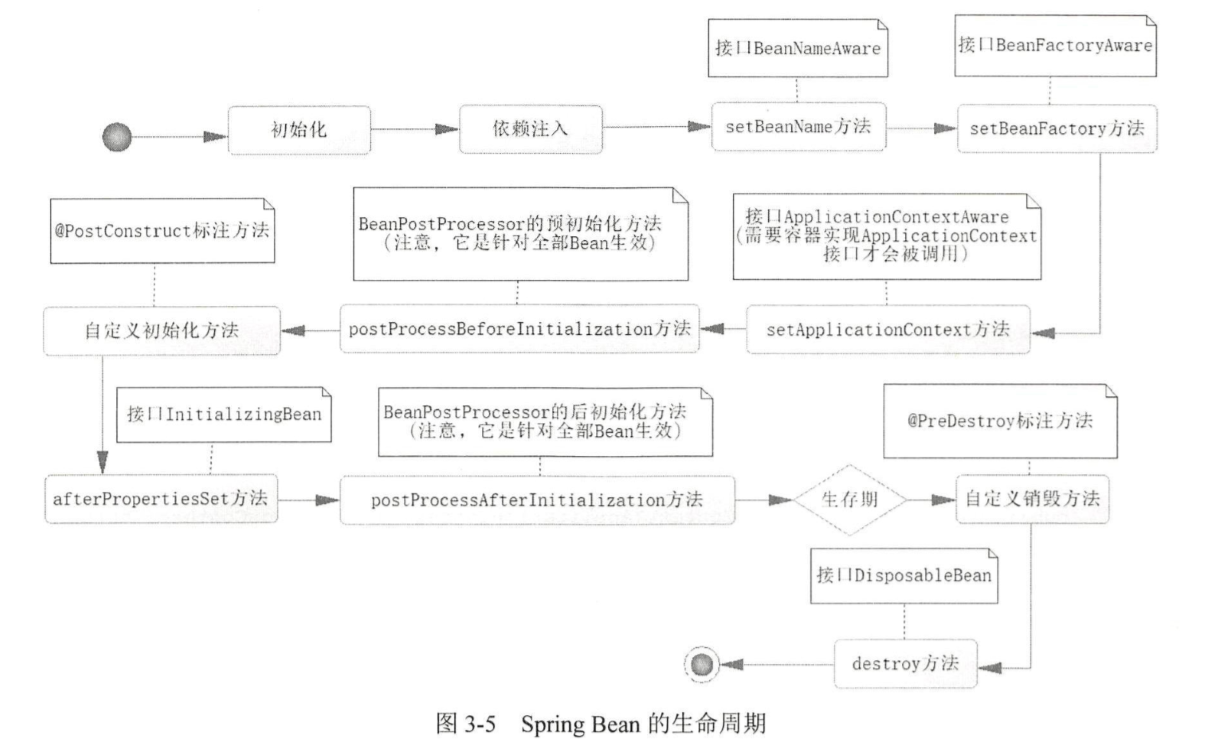 接口BeanNameAware
接口BeanFactoryAware
初始化
依赖注入
setBeanName方法
setBeanFactory方法
@PostConstruct标注方法
BeanPostProcessor的预初始化方法
(注意，它是针对全部Bean生效)
接口ApplicationContextAware
(需要容器实现ApplicationContext
接口才会被调用)
自定义初始化方法
postProcessBeforeInitialization方法
setApplicationContext方法
接口InitializingBean
BeanPostProcessor的后初始化方法
(注意，它是针对全部Bean生效)
@PreDestroy标注方法
afterPropertiesSet方法
postProcessAfterInitialization方法
生存期
自定义销毁方法
接口DisposableBean
destroy方法
图 3-5 Spring Bean 的生命周期